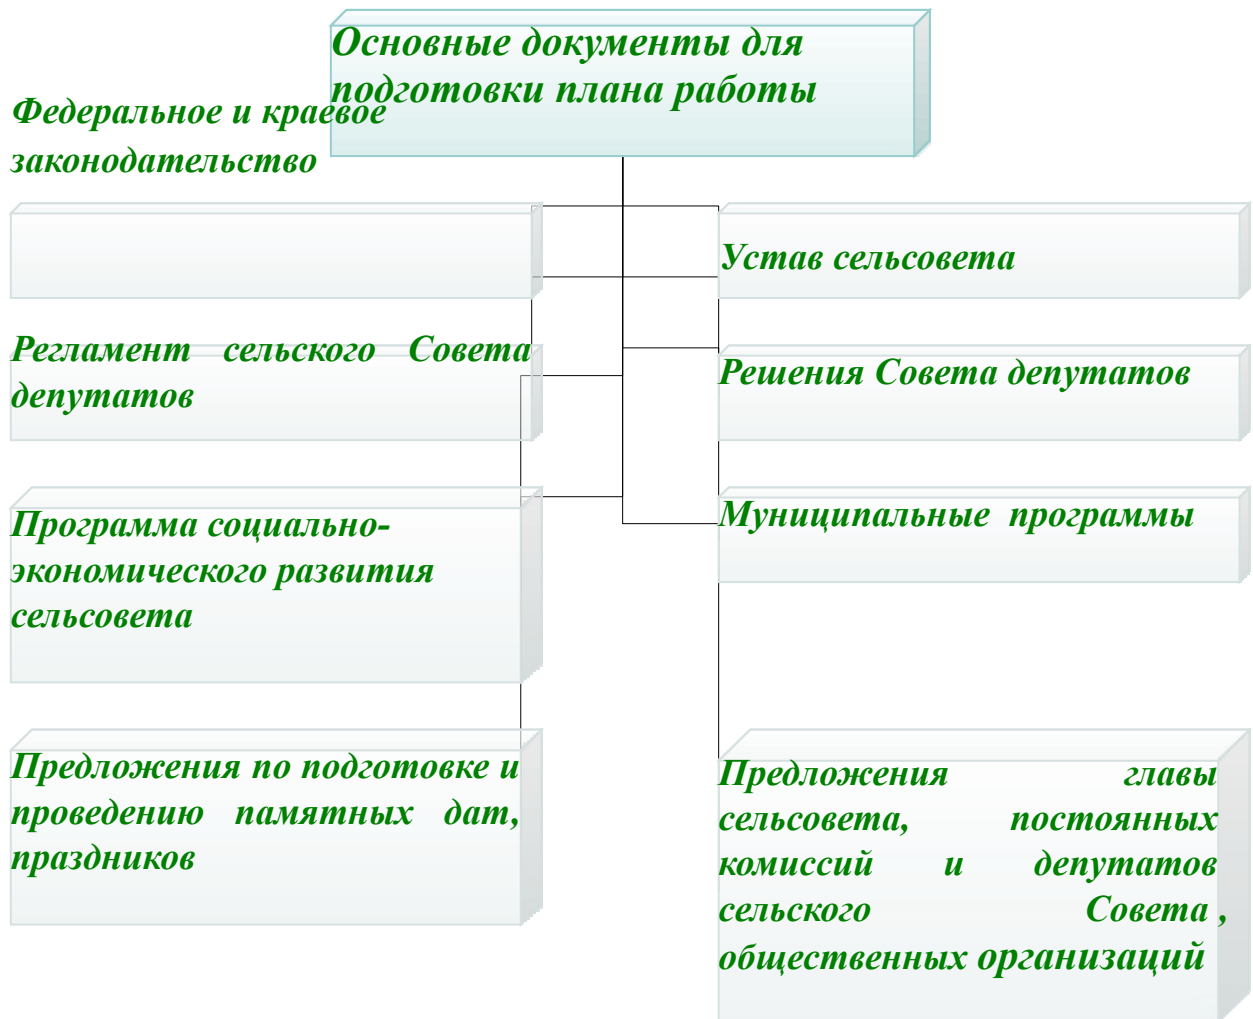 Основные документы для
подготовки плана работы
Федеральное и краевое
законодательство
Устав сельсовета
Регламент сельского Совета
депутатов
Решения Совета депутатов
Программа социально-
экономического развития
сельсовета
Муниципальные программы
Предложения по подготовке и
проведению памятных дат,
праздников
Предложения главы
сельсовета, постоянных
комиссий и депутатов
сельского Совета ,
общественных организаций